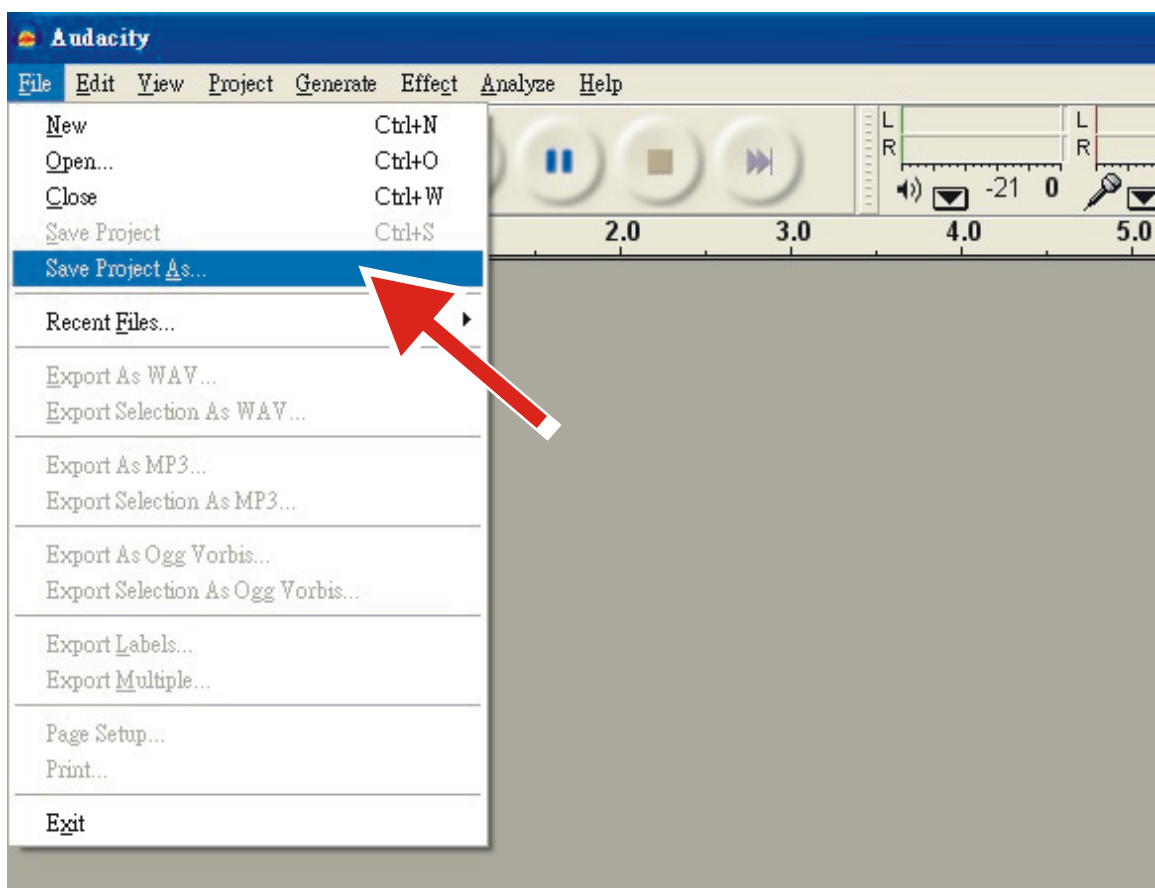 Audacity
File Edit View Project Generate Effect Analyze Help
New Ctrl+N
Open... Ctrl+O
Close Ctrl+W
Save Project Ctrl+S
Save Project As...
Recent Files...
Export As WAV...
Export Selection As WAV...
Export As MP3...
Export Selection As MP3...
Export As Ogg Vorbis...
Export Selection As Ogg Vorbis...
Export Labels...
Export Multiple...
Page Setup...
Print...
Exit
L L
R R
-21 0
2.0 3.0 4.0 5.0